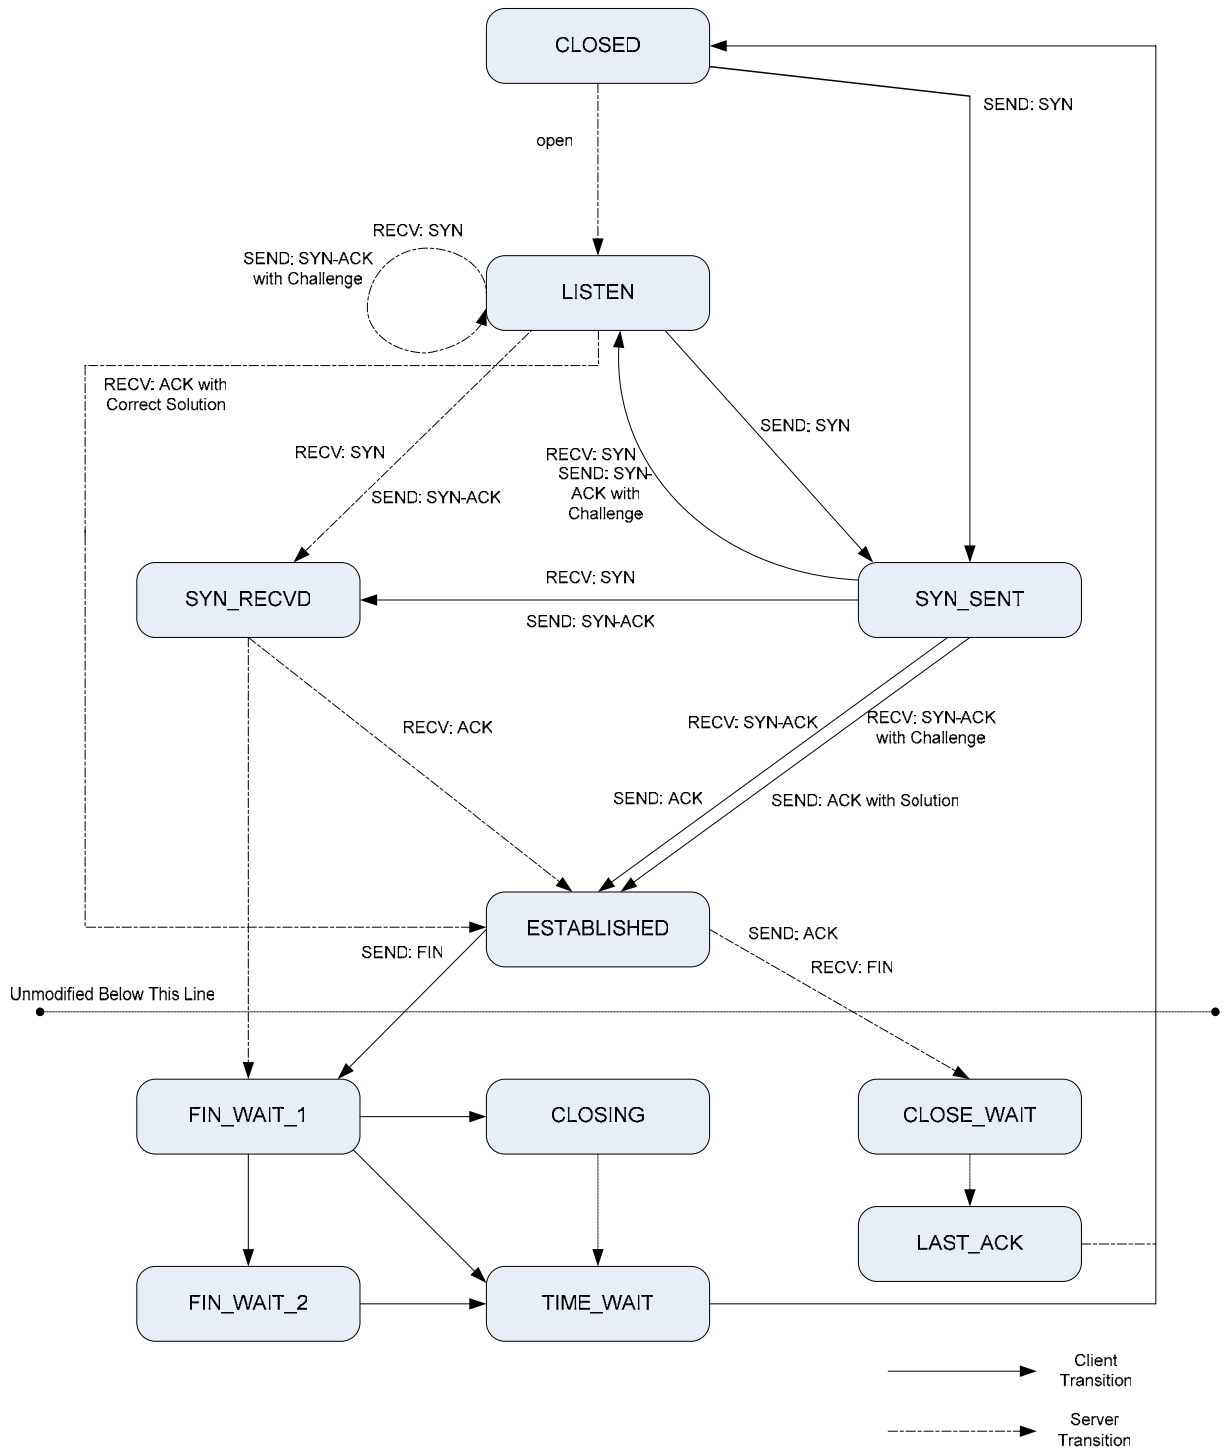 CLOSED
SEND: SYN
open
RECV: SYN
SEND: SYN-ACK
with Challenge
LISTEN
RECV: ACK with
Correct Solution
SEND: SYN
RECV: SYN
RECV: SYN
SEND: SYN-
ACK with
Challenge
SEND: SYN-ACK
RECV: SYN
SYN_RECVD
SYN_SENT
SEND: SYN-ACK
RECV: ACK
RECV: SYN-ACK
RECV: SYN-ACK
with Challenge
SEND: ACK
SEND: ACK with Solution
ESTABLISHED
SEND: ACK
SEND: FIN
RECV: FIN
Unmodified Below This Line
FIN_WAIT_1
CLOSING
CLOSE_WAIT
LAST_ACK
FIN_WAIT_2
TIME_WAIT
Client
Transition
Server
Transition